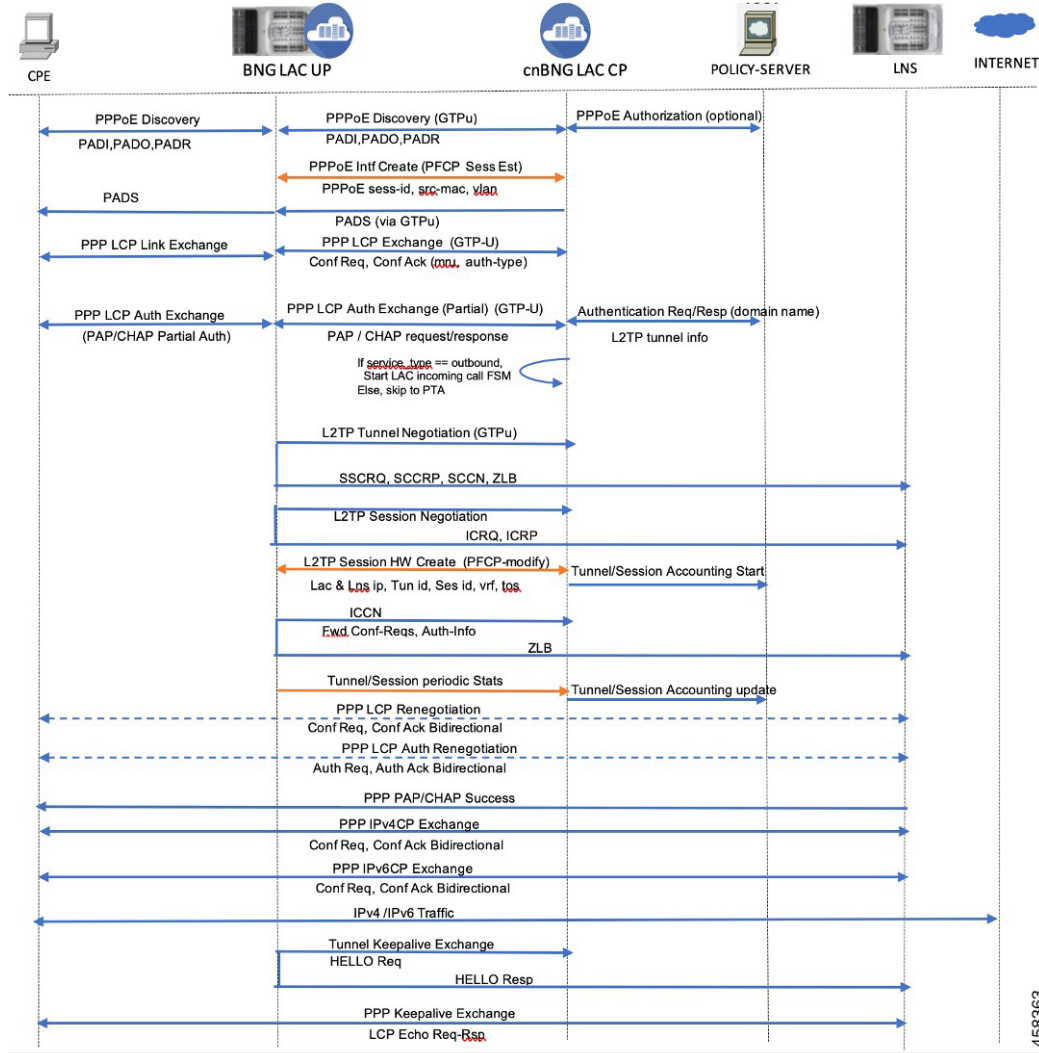 CPE
BNG LAC UP
cnBNG LAC CP
POLICY-SERVER
LNS
INTERNET
PPPoE Discovery
PADI,PADO,PADR
PPPoE Discovery (GTPu)
PADI,PADO,PADR
PPPoE Authorization (optional)
PPPoE Intf Create (PFCP Sess Est)
PPPoE sess-id, src-mac, vlan
PADS
PADS (via GTPu)
PPP LCP Link Exchange
PPP LCP Exchange (GTP-U)
Conf Req, Conf Ack (mru, auth-type)
PPP LCP Auth Exchange
(PAP/CHAP Partial Auth)
PPP LCP Auth Exchange (Partial) (GTP-U)
PAP / CHAP request/response
Authentication Req/Resp (domain name)
L2TP tunnel info
If service_type == outbound,
Start LAC incoming call FSM
Else, skip to PTA
L2TP Tunnel Negotiation (GTPu)
SSCRQ, SCCRP, SCCN, ZLB
L2TP Session Negotiation
ICRQ, ICRP
L2TP Session HW Create (PFCP-modify)
Lac & Lns ip, Tun id, Ses id, vrf, tos
Tunnel/Session Accounting Start
ICCN
Fwd Conf-Reqs, Auth-Info
ZLB
Tunnel/Session periodic Stats
Tunnel/Session Accounting update
PPP LCP Renegotiation
Conf Req, Conf Ack Bidirectional
PPP LCP Auth Renegotiation
Auth Req, Auth Ack Bidirectional
PPP PAP/CHAP Success
PPP IPv4CP Exchange
Conf Req, Conf Ack Bidirectional
PPP IPv6CP Exchange
Conf Req, Conf Ack Bidirectional
IPv4 /IPv6 Traffic
Tunnel Keepalive Exchange
HELLO Req
HELLO Resp
PPP Keepalive Exchange
LCP Echo Req-Rsp
458363